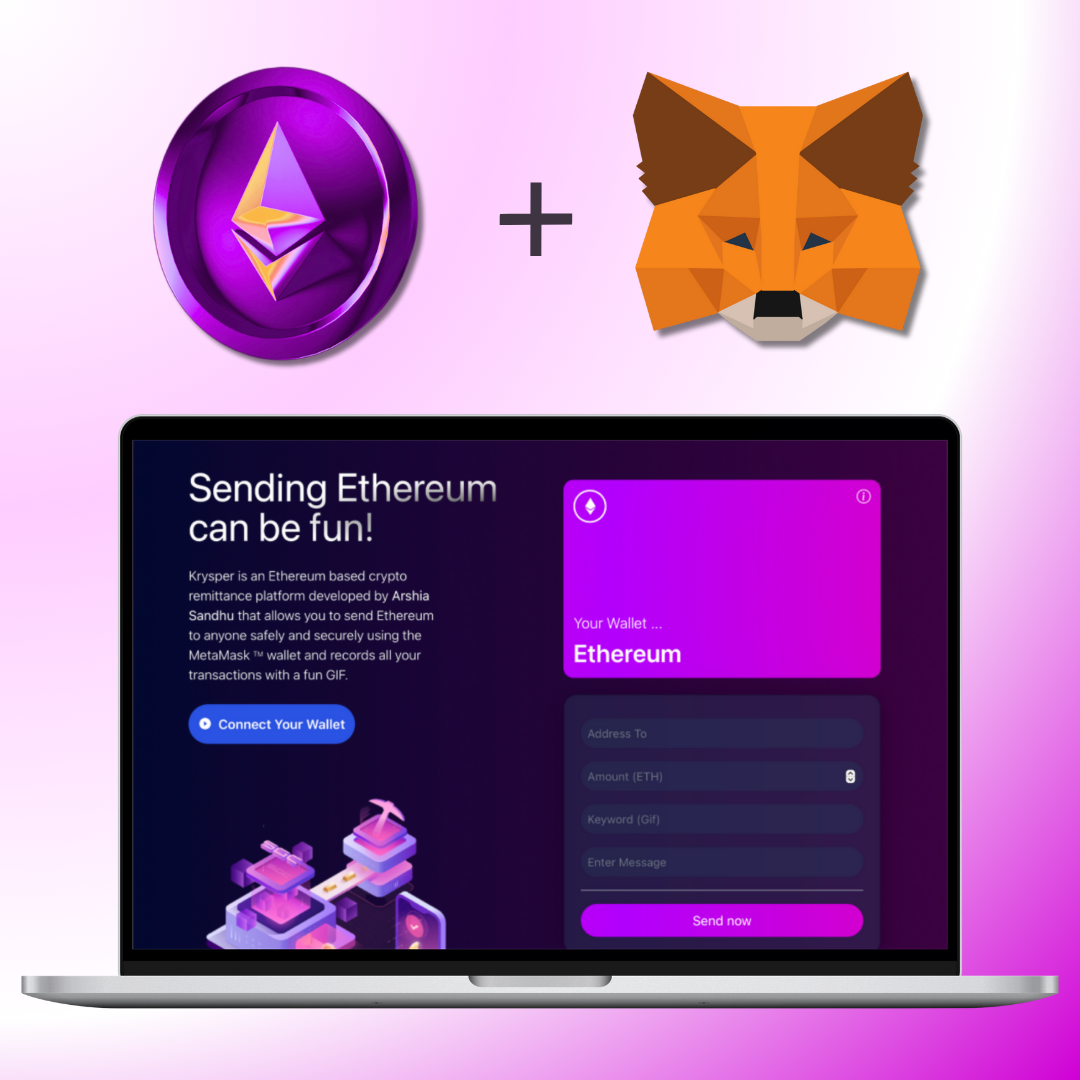 Sending Ethereum
can be fun!
Krysper is an Ethereum based crypto
remittance platform developed by Arshia
Sandhu that allows you to send Ethereum
to anyone safely and securely using the
MetaMask ™ wallet and records all your
transactions with a fun GIF.
Connect Your Wallet
Your Wallet ...
Ethereum
Address To
Amount (ETH)
Keyword (Gif)
Enter Message
Send now